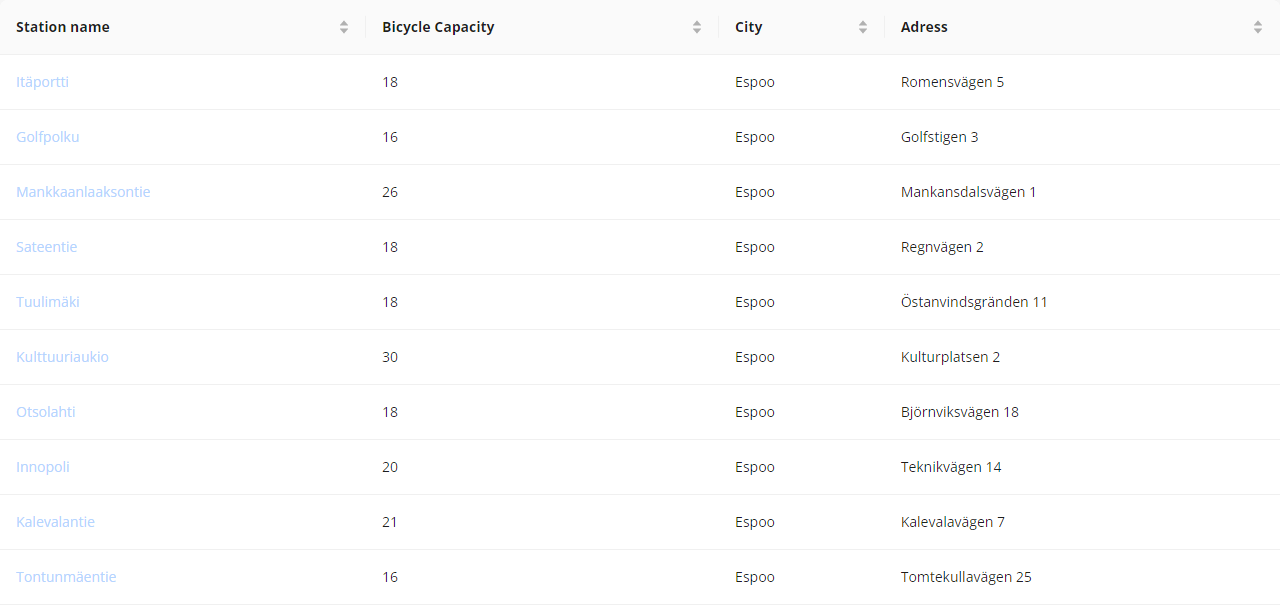 Station name Bicycle Capacity City Adress
Itäportti 18 Espoo Romensvägen 5
Golfpolku 16 Espoo Golfstigen 3
Mankkaanlaaksontie 26 Espoo Mankansdalsvägen 1
Sateentie 18 Espoo Regnvägen 2
Tuulimäki 18 Espoo Östanvindsgränden 11
Kulttuuriaukio 30 Espoo Kulturplatsen 2
Otsolahti 18 Espoo Björnviksvägen 18
Innopoli 20 Espoo Teknikvägen 14
Kalevalantie 21 Espoo Kalevalavägen 7
Tontunmäentie 16 Espoo Tomtekullavägen 25